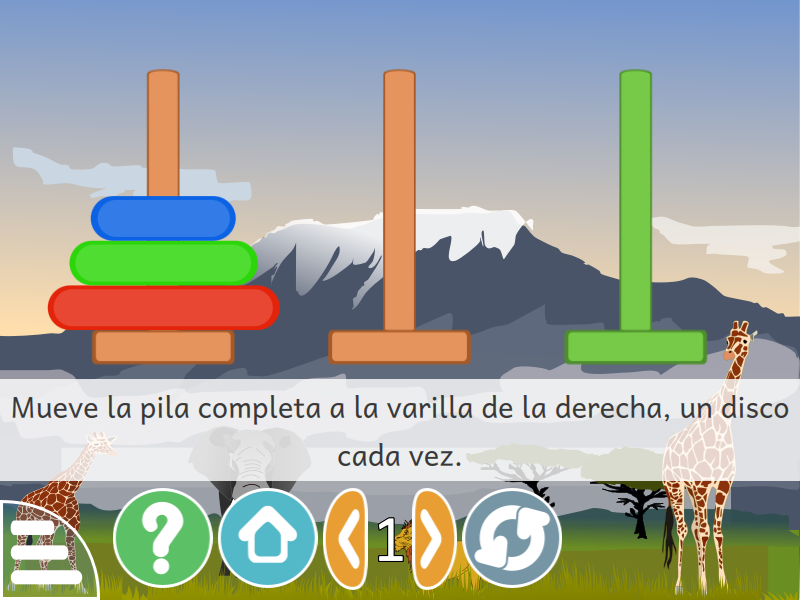 Mueve la pila completa a la varilla de la derecha, un disco
cada vez.
?
1